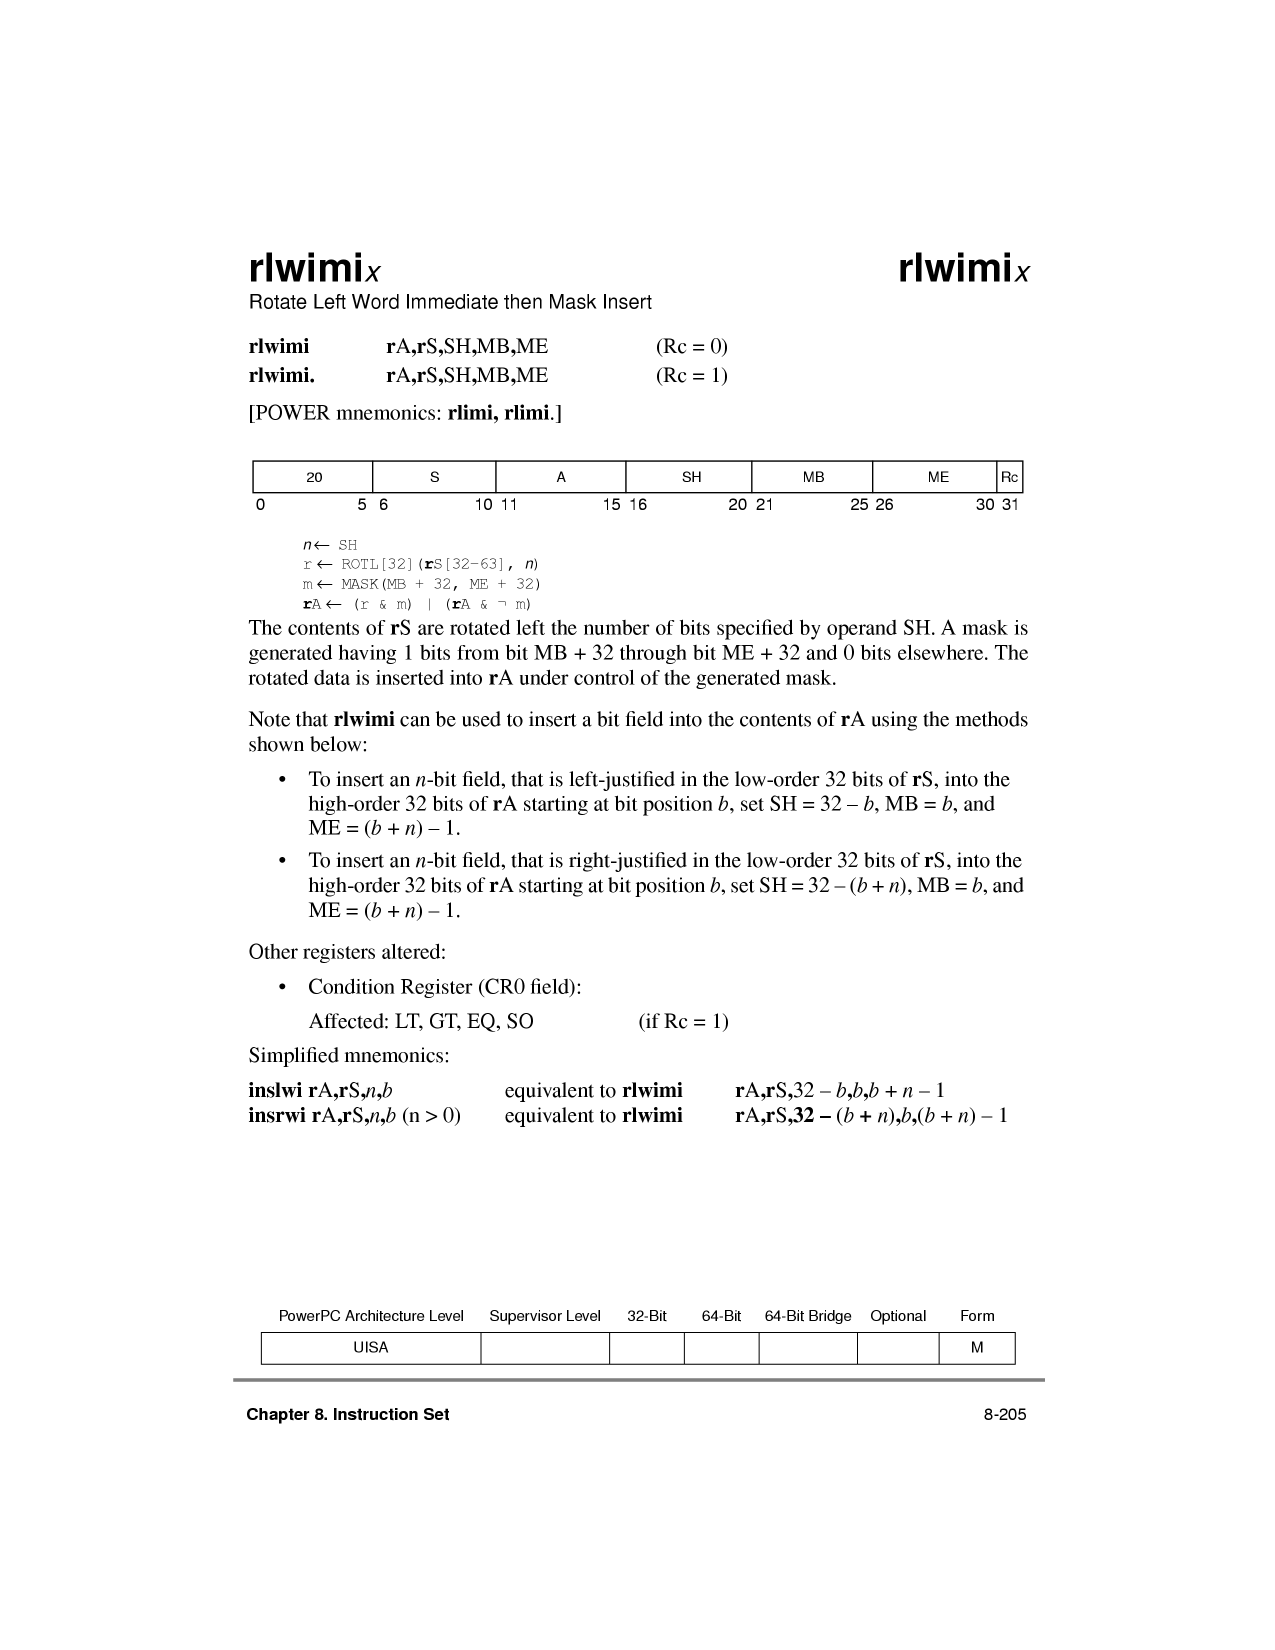 rlwimix rlwimix
Rotate Left Word Immediate then Mask Insert
rlwimi rA,rS,SH,MB,ME (Rc = 0)
rlwimi. rA,rS,SH,MB,ME (Rc = 1)
[POWER mnemonics: rlimi, rlimi.]
20 S A SH MB ME Rc
0 5 6 10 11 15 16 20 21 25 26 30 31
n← SH
r← ROTL[32](rS[32–63], n)
m← MASK(MB + 32, ME + 32)
rA← (r & m) | (rA & ¬ m)
The contents of rS are rotated left the number of bits specified by operand SH. A mask is
generated having 1 bits from bit MB + 32 through bit ME + 32 and 0 bits elsewhere. The
rotated data is inserted into rA under control of the generated mask.
Note that rlwimi can be used to insert a bit field into the contents of rA using the methods
shown below:
• To insert an n-bit field, that is left-justified in the low-order 32 bits of rS, into the
high-order 32 bits of rA starting at bit position b, set SH = 32 – b, MB = b, and
ME = (b + n) – 1.
• To insert an n-bit field, that is right-justified in the low-order 32 bits of rS, into the
high-order 32 bits of rA starting at bit position b, set SH = 32 – (b + n), MB = b, and
ME = (b + n) – 1.
Other registers altered:
• Condition Register (CR0 field):
Affected: LT, GT, EQ, SO (if Rc = 1)
Simplified mnemonics:
inslwi rA,rS,n,b equivalent to rlwimi rA,rS,32 – b,b,b + n – 1
insrwi rA,rS,n,b (n > 0) equivalent to rlwimi rA,rS,32 – (b + n),b,(b + n) – 1
PowerPC Architecture Level Supervisor Level 32-Bit 64-Bit 64-Bit Bridge Optional Form
UISA M
Chapter 8. Instruction Set 8-205